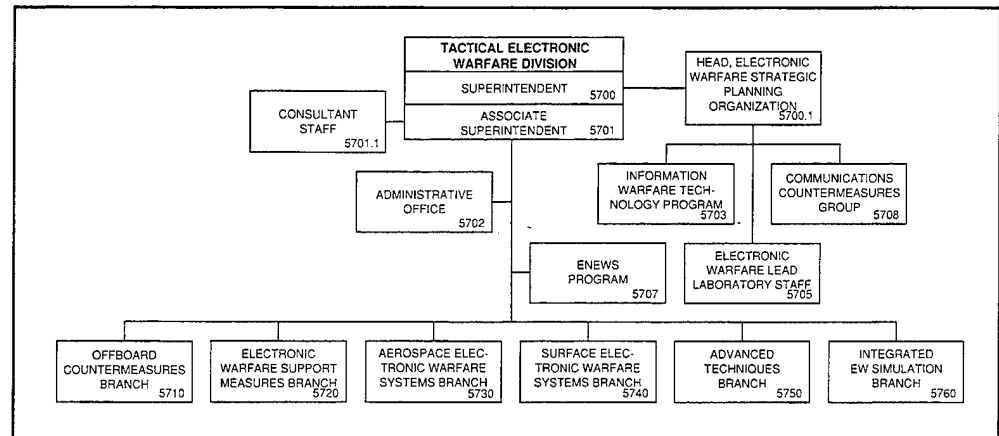 TACTICAL ELECTRONIC
WARFARE DIVISION
SUPERINTENDENT 5700
ASSOCIATE
SUPERINTENDENT 5701
HEAD, ELECTRONIC
WARFARE STRATEGIC
PLANNING
ORGANIZATION
5700.1
CONSULTANT
STAFF
5701.1
ADMINISTRATIVE
OFFICE
5702
INFORMATION
WARFARE TECH-
NOLOGY PROGRAM
5703
COMMUNICATIONS
COUNTERMEASURES
GROUP
5708
ENEWS
PROGRAM
5707
ELECTRONIC
WARFARE LEAD
LABORATORY STAFF
5705
OFFBOARD
COUNTERMEASURES
BRANCH
5710
ELECTRONIC
WARFARE SUPPORT
MEASURES BRANCH
5720
AEROSPACE ELEC-
TRONIC WARFARE
SYSTEMS BRANCH
5730
SURFACE ELEC-
TRONIC WARFARE
SYSTEMS BRANCH
5740
ADVANCED
TECHNIQUES
BRANCH
5750
INTEGRATED
EW SIMULATION
BRANCH
5760